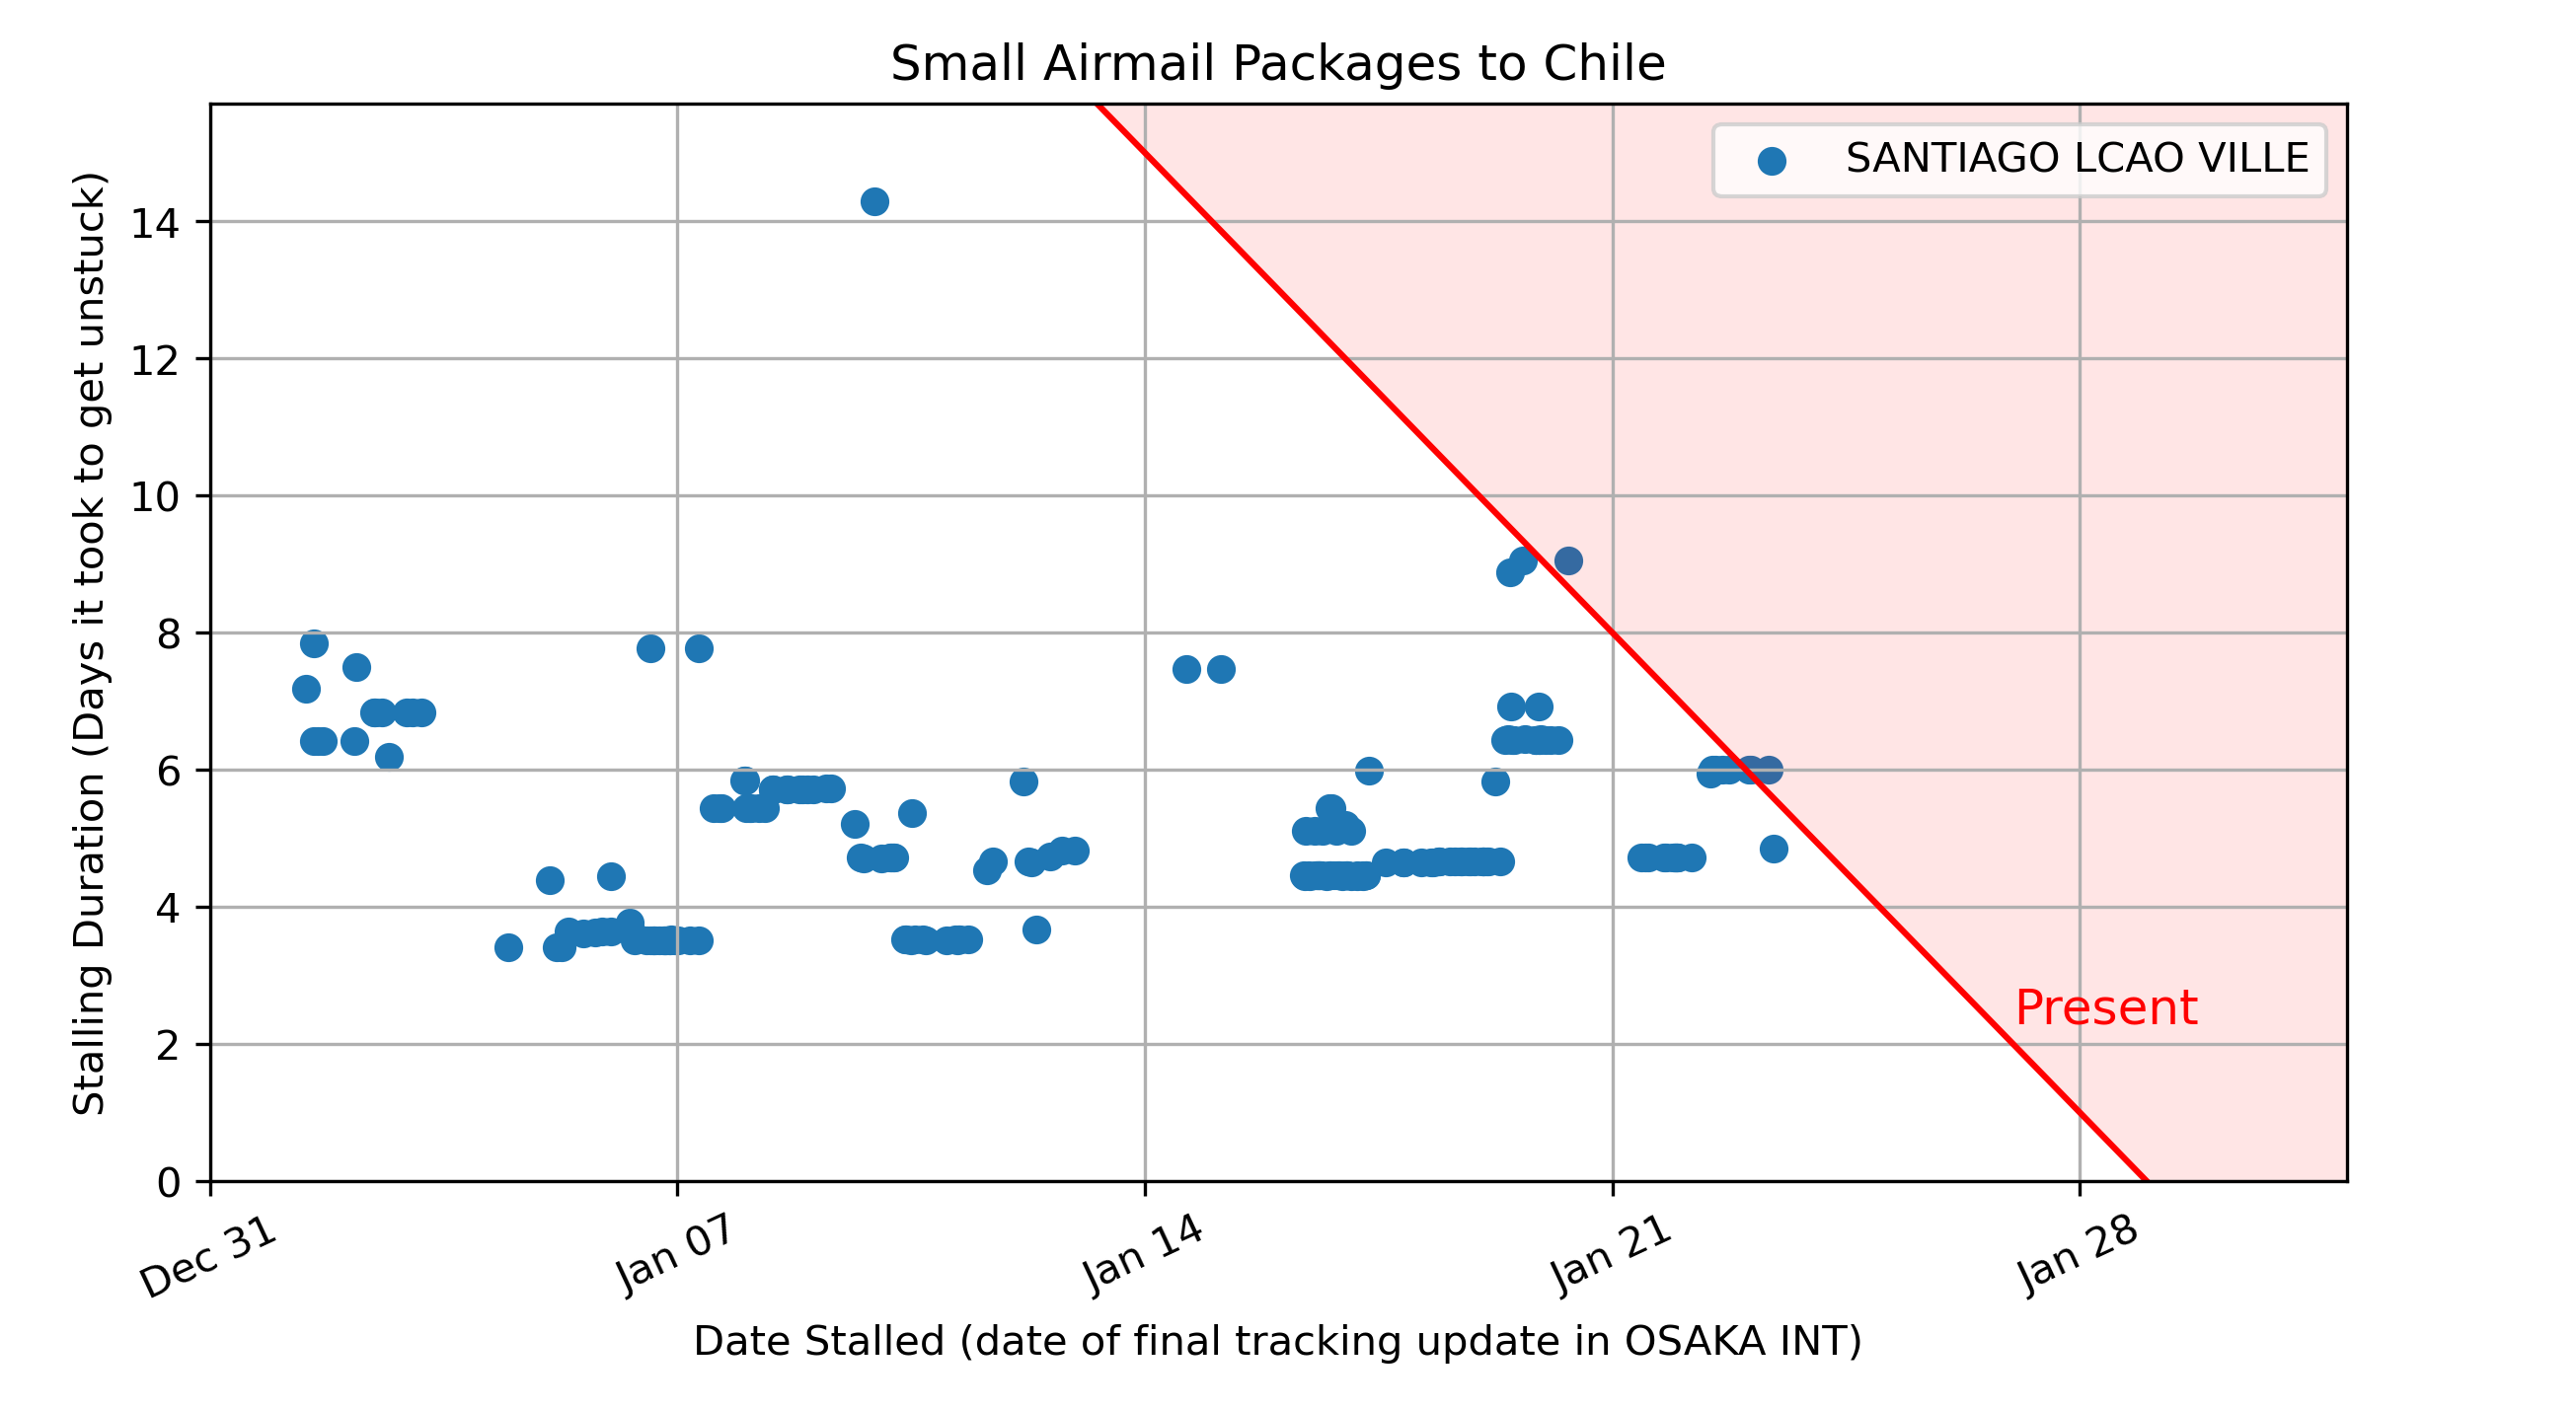 Small Airmail Packages to Chile
SANTIAGO LCAO VILLE
Stalling Duration (Days it took to get unstuck)
14
12
10
8
6
4
2
0
Present
Dec 31
Jan 07
Jan 14
Jan 21
Jan 28
Date Stalled (date of final tracking update in OSAKA INT)